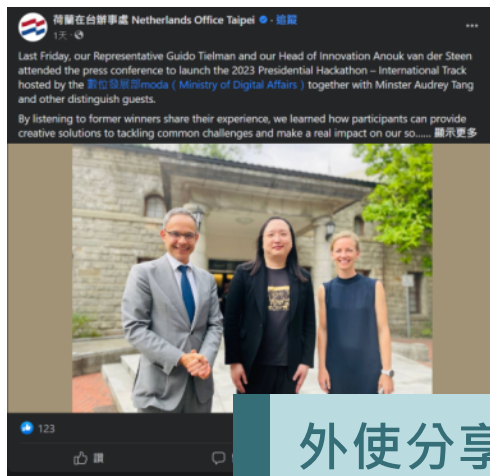 荷蘭在台辦事處 Netherlands Office Taipei · 追蹤
1天 ·
Last Friday, our Representative Guido Tielman and our Head of Innovation Anouk van der Steen
attended the press conference to launch the 2023 Presidential Hackathon – International Track
hosted by the 數位發展部moda（Ministry of Digital Affairs）together with Minster Audrey Tang
and other distinguish guests.
By listening to former winners share their experience, we learned how participants can provide
creative solutions to tackling common challenges and make a real impact on our so...... 顯示更多
123
讚
外使分享